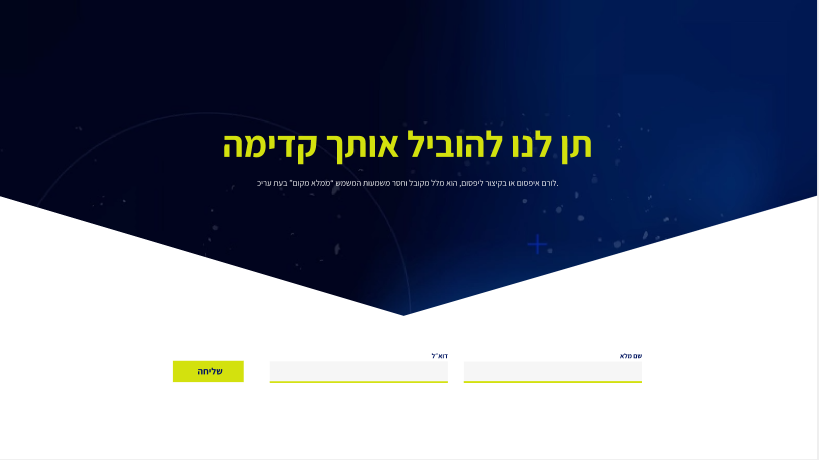 תן לנו להוביל אותך קדימה
לורם איפסום או בקיצור ליפסום, הוא מלל מקובל וחסר משמעות המשמש "ממלא מקום" בעת עריכ.
שם מלא
דוא״ל
שליחה